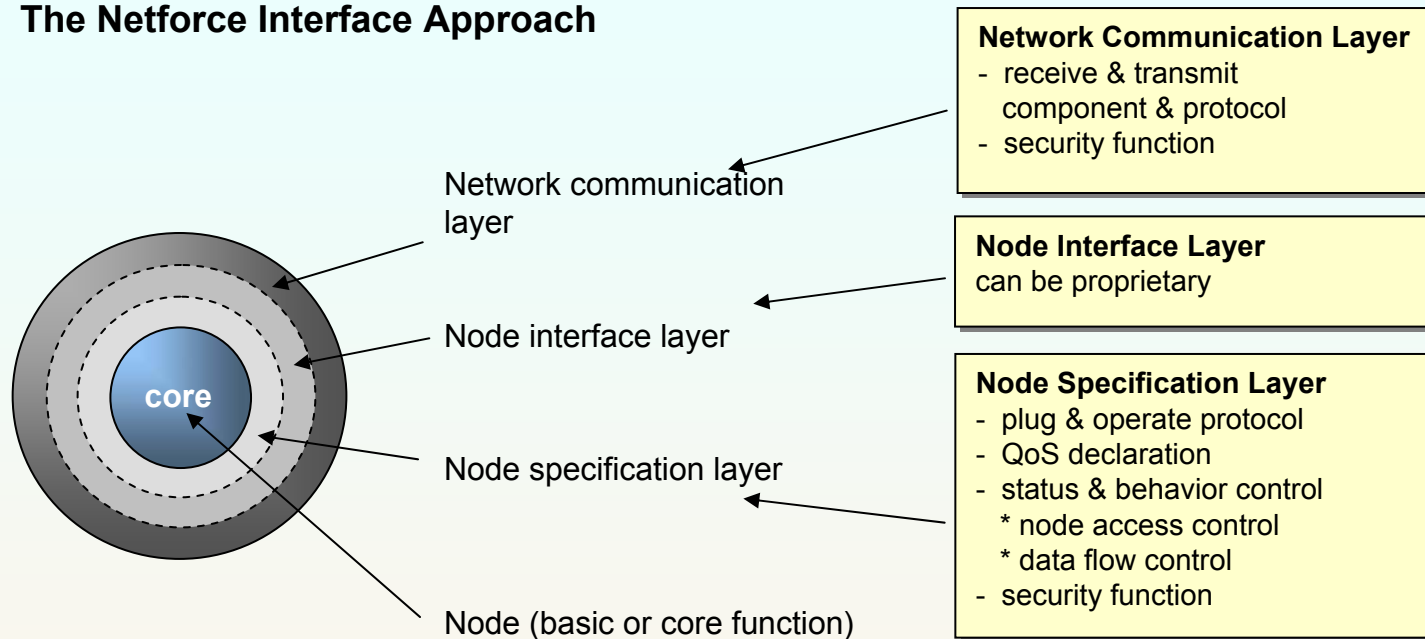 The Netforce Interface Approach
Network communication
layer
Node interface layer
core
Node specification layer
Node (basic or core function)
Network Communication Layer
- receive & transmit
component & protocol
- security function
Node Interface Layer
can be proprietary
Node Specification Layer
- plug & operate protocol
- QoS declaration
- status & behavior control
* node access control
* data flow control
- security function